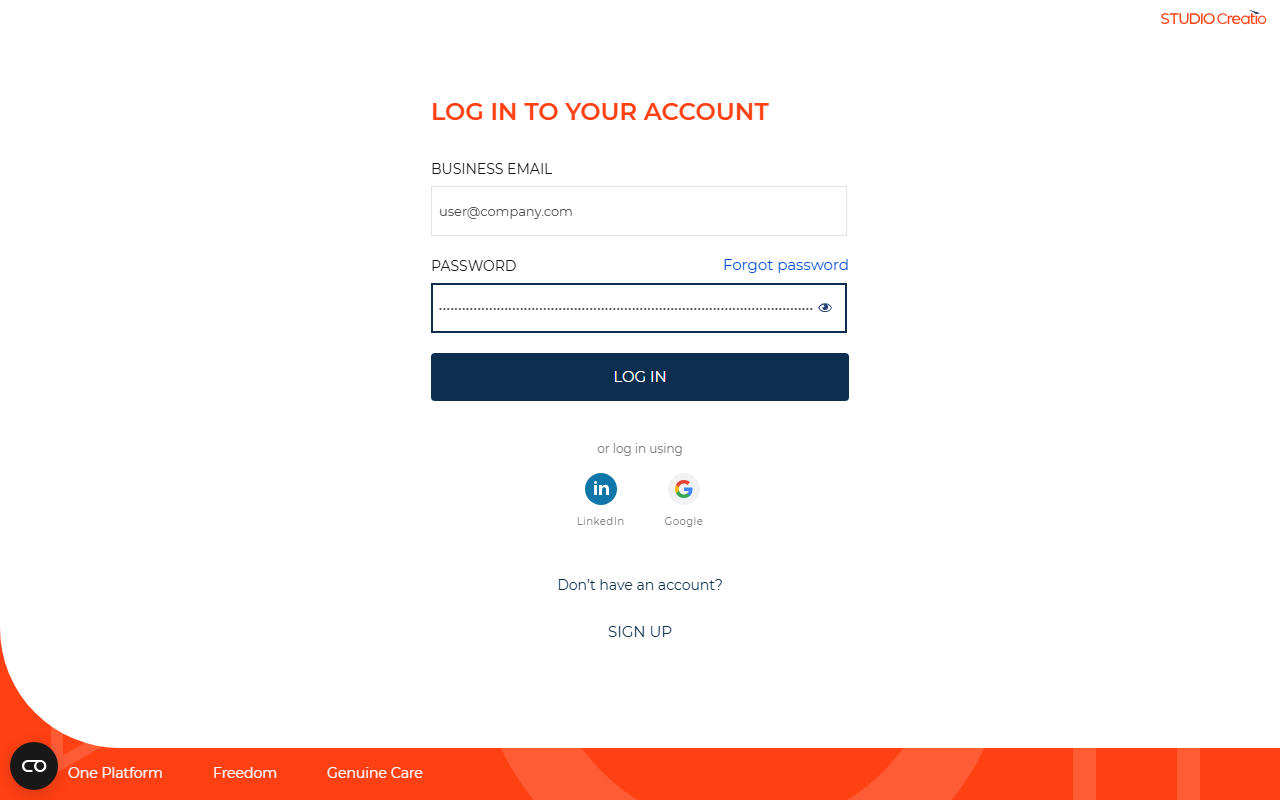 STUDIO Creatio
LOG IN TO YOUR ACCOUNT
BUSINESS EMAIL
user@company.com
PASSWORD
Forgot password
LOG IN
or log in using
in
LinkedIn
Google
Don't have an account?
SIGN UP
One Platform
Freedom
Genuine Care